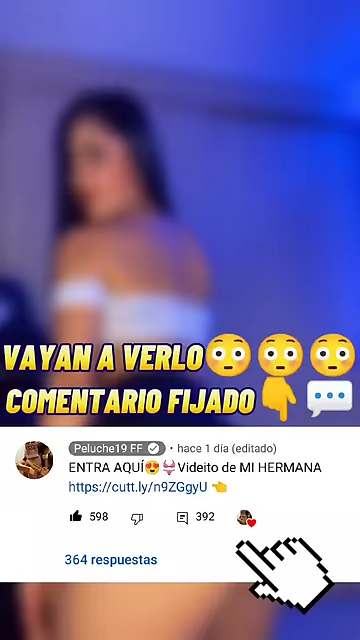 VAYAN A VERLO😳😳😳
COMENTARIO FIJADO👇💬
Peluche19 FF • hace 1 día (editado)
ENTRA AQUÍ😍👙Videito de MI HERMANA
https://cutt.ly/n9ZGgyU 👈
598 392
364 respuestas